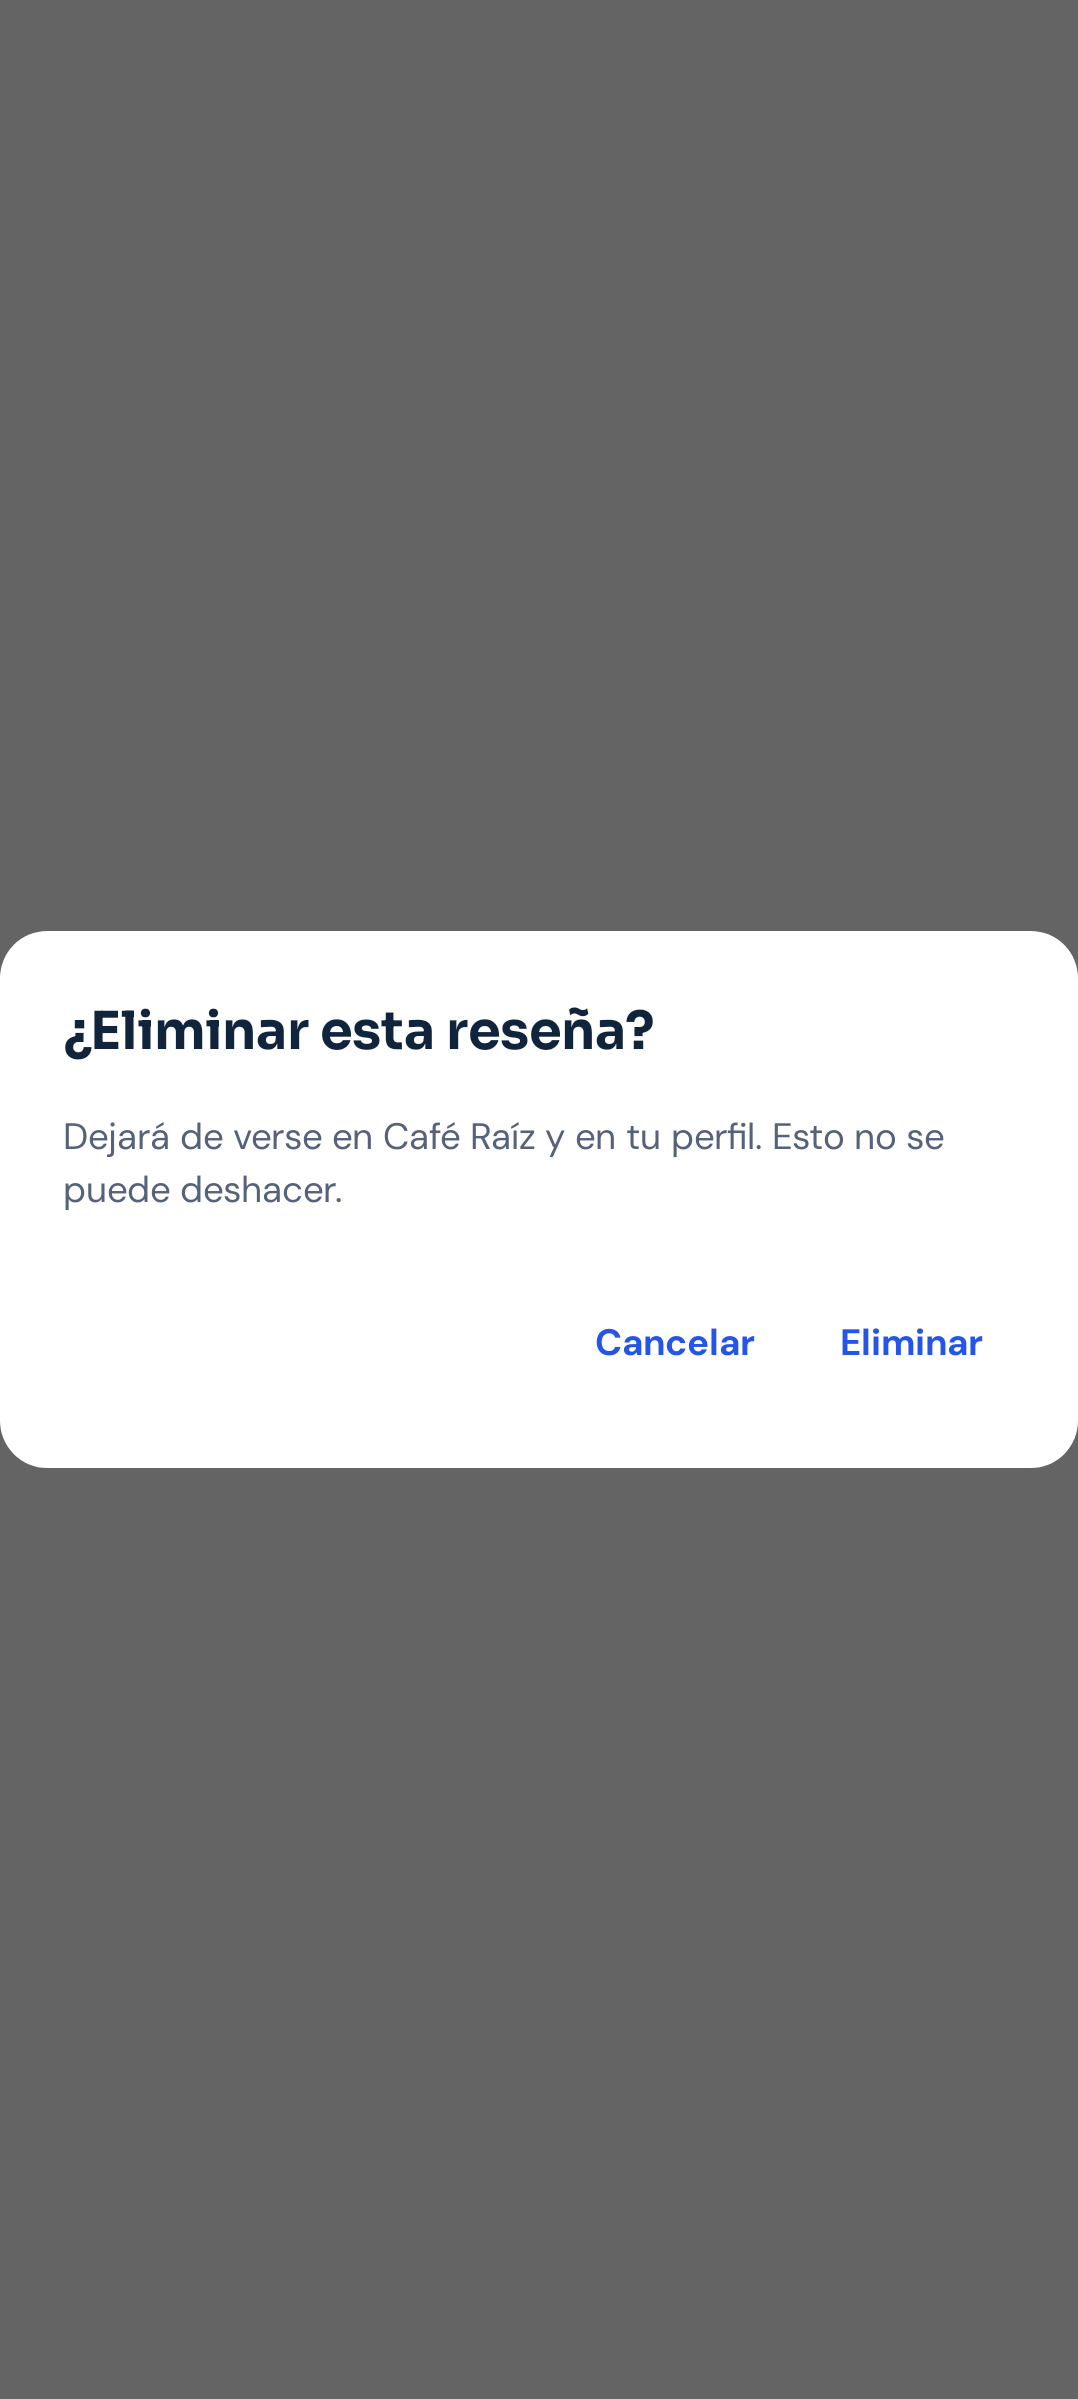 ¿Eliminar esta reseña?
Dejará de verse en Café Raíz y en tu perfil. Esto no se
puede deshacer.
Cancelar Eliminar